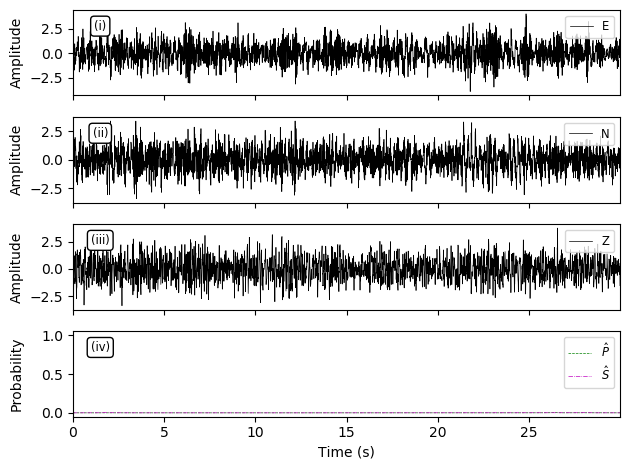 (i)
E
Amplitude
2.5
0.0
−2.5
(ii)
N
Amplitude
2.5
0.0
−2.5
(iii)
Z
Amplitude
2.5
0.0
−2.5
(iv)
P̂
Ŝ
Probability
1.0
0.5
0.0
0 5 10 15 20 25
Time (s)